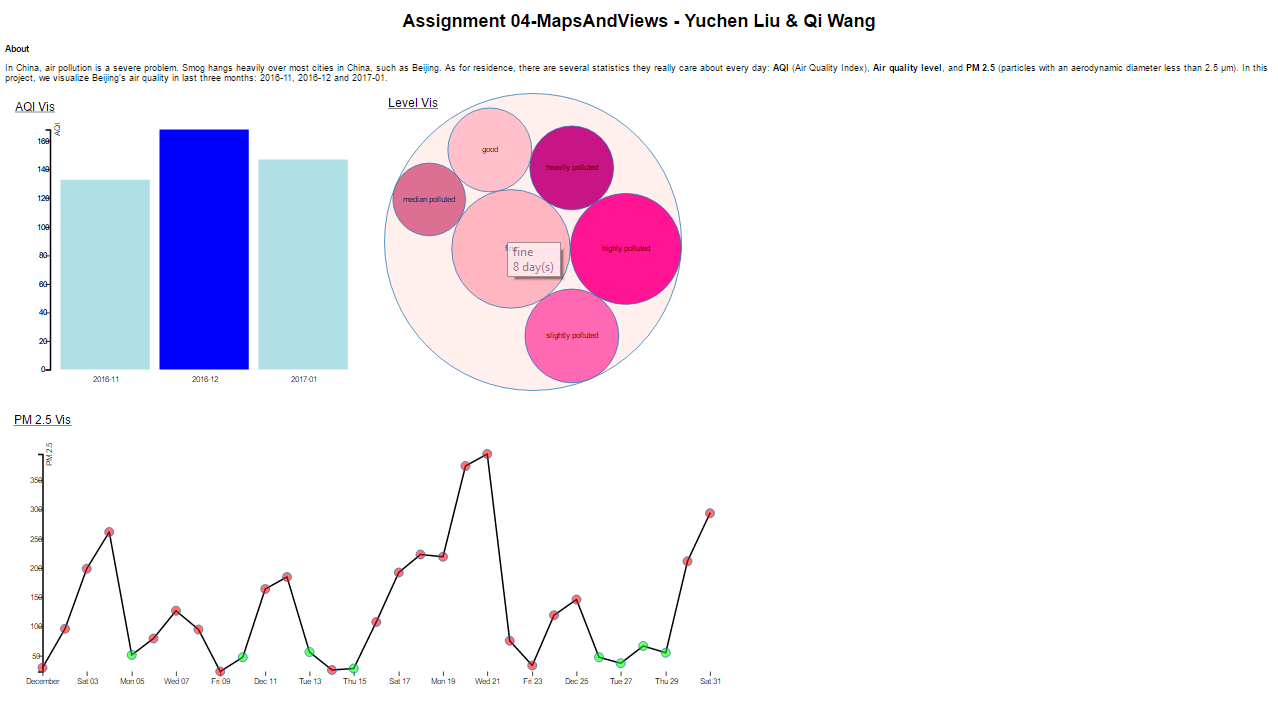 Assignment 04-MapsAndViews - Yuchen Liu & Qi Wang
About
In China, air pollution is a severe problem. Smog hangs heavily over most cities in China, such as Beijing. As for residence, there are several statistics they really care about every day: AQI (Air Quality Index), Air quality level, and PM 2.5 (particles with an aerodynamic diameter less than 2.5 μm). In this
project, we visualize Beijing's air quality in last three months: 2016-11, 2016-12 and 2017-01.
AQI Vis
AQI
160
140
120
100
80
60
40
20
0
2016-11 2016-12 2017-01
Level Vis
good
heavily polluted
median polluted
highly polluted
fine
8 day(s)
slightly polluted
PM 2.5 Vis
PM 2.5
350
300
250
200
150
100
50
December Sat 03 Mon 05 Wed 07 Fri 09 Dec 11 Tue 13 Thu 15 Sat 17 Mon 19 Wed 21 Fri 23 Dec 25 Tue 27 Thu 29 Sat 31